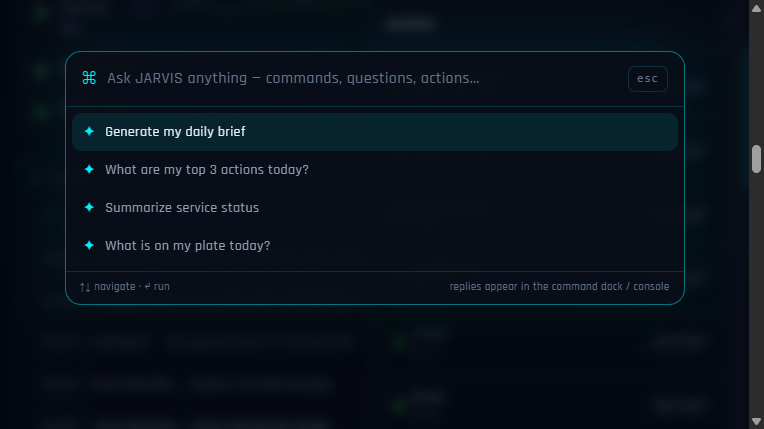 ⌘ Ask JARVIS anything — commands, questions, actions... esc
✦ Generate my daily brief
✦ What are my top 3 actions today?
✦ Summarize service status
✦ What is on my plate today?
↑↓ navigate · ↵ run replies appear in the command dock / console